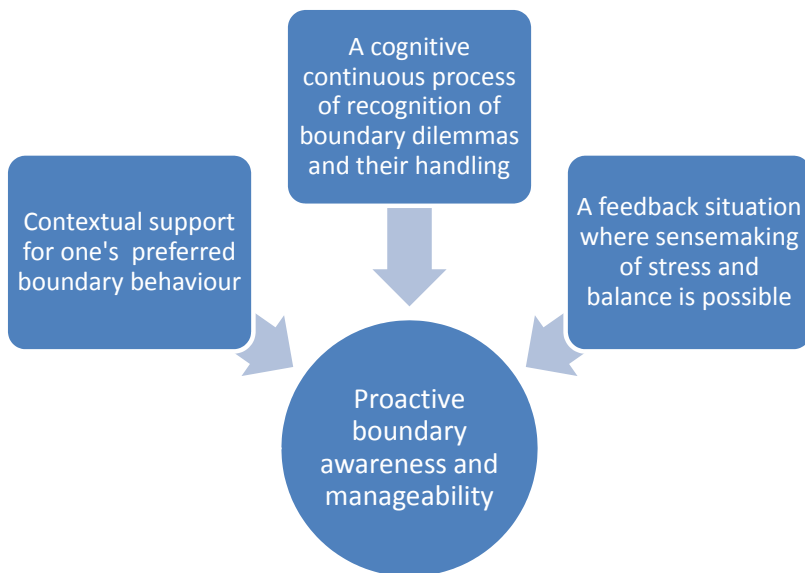 A cognitive
continuous process
of recognition of
boundary dilemmas
and their handling
Contextual support
for one's  preferred
boundary behaviour
A feedback situation
where sensemaking
of stress and
balance is possible
Proactive
boundary
awareness and
manageability